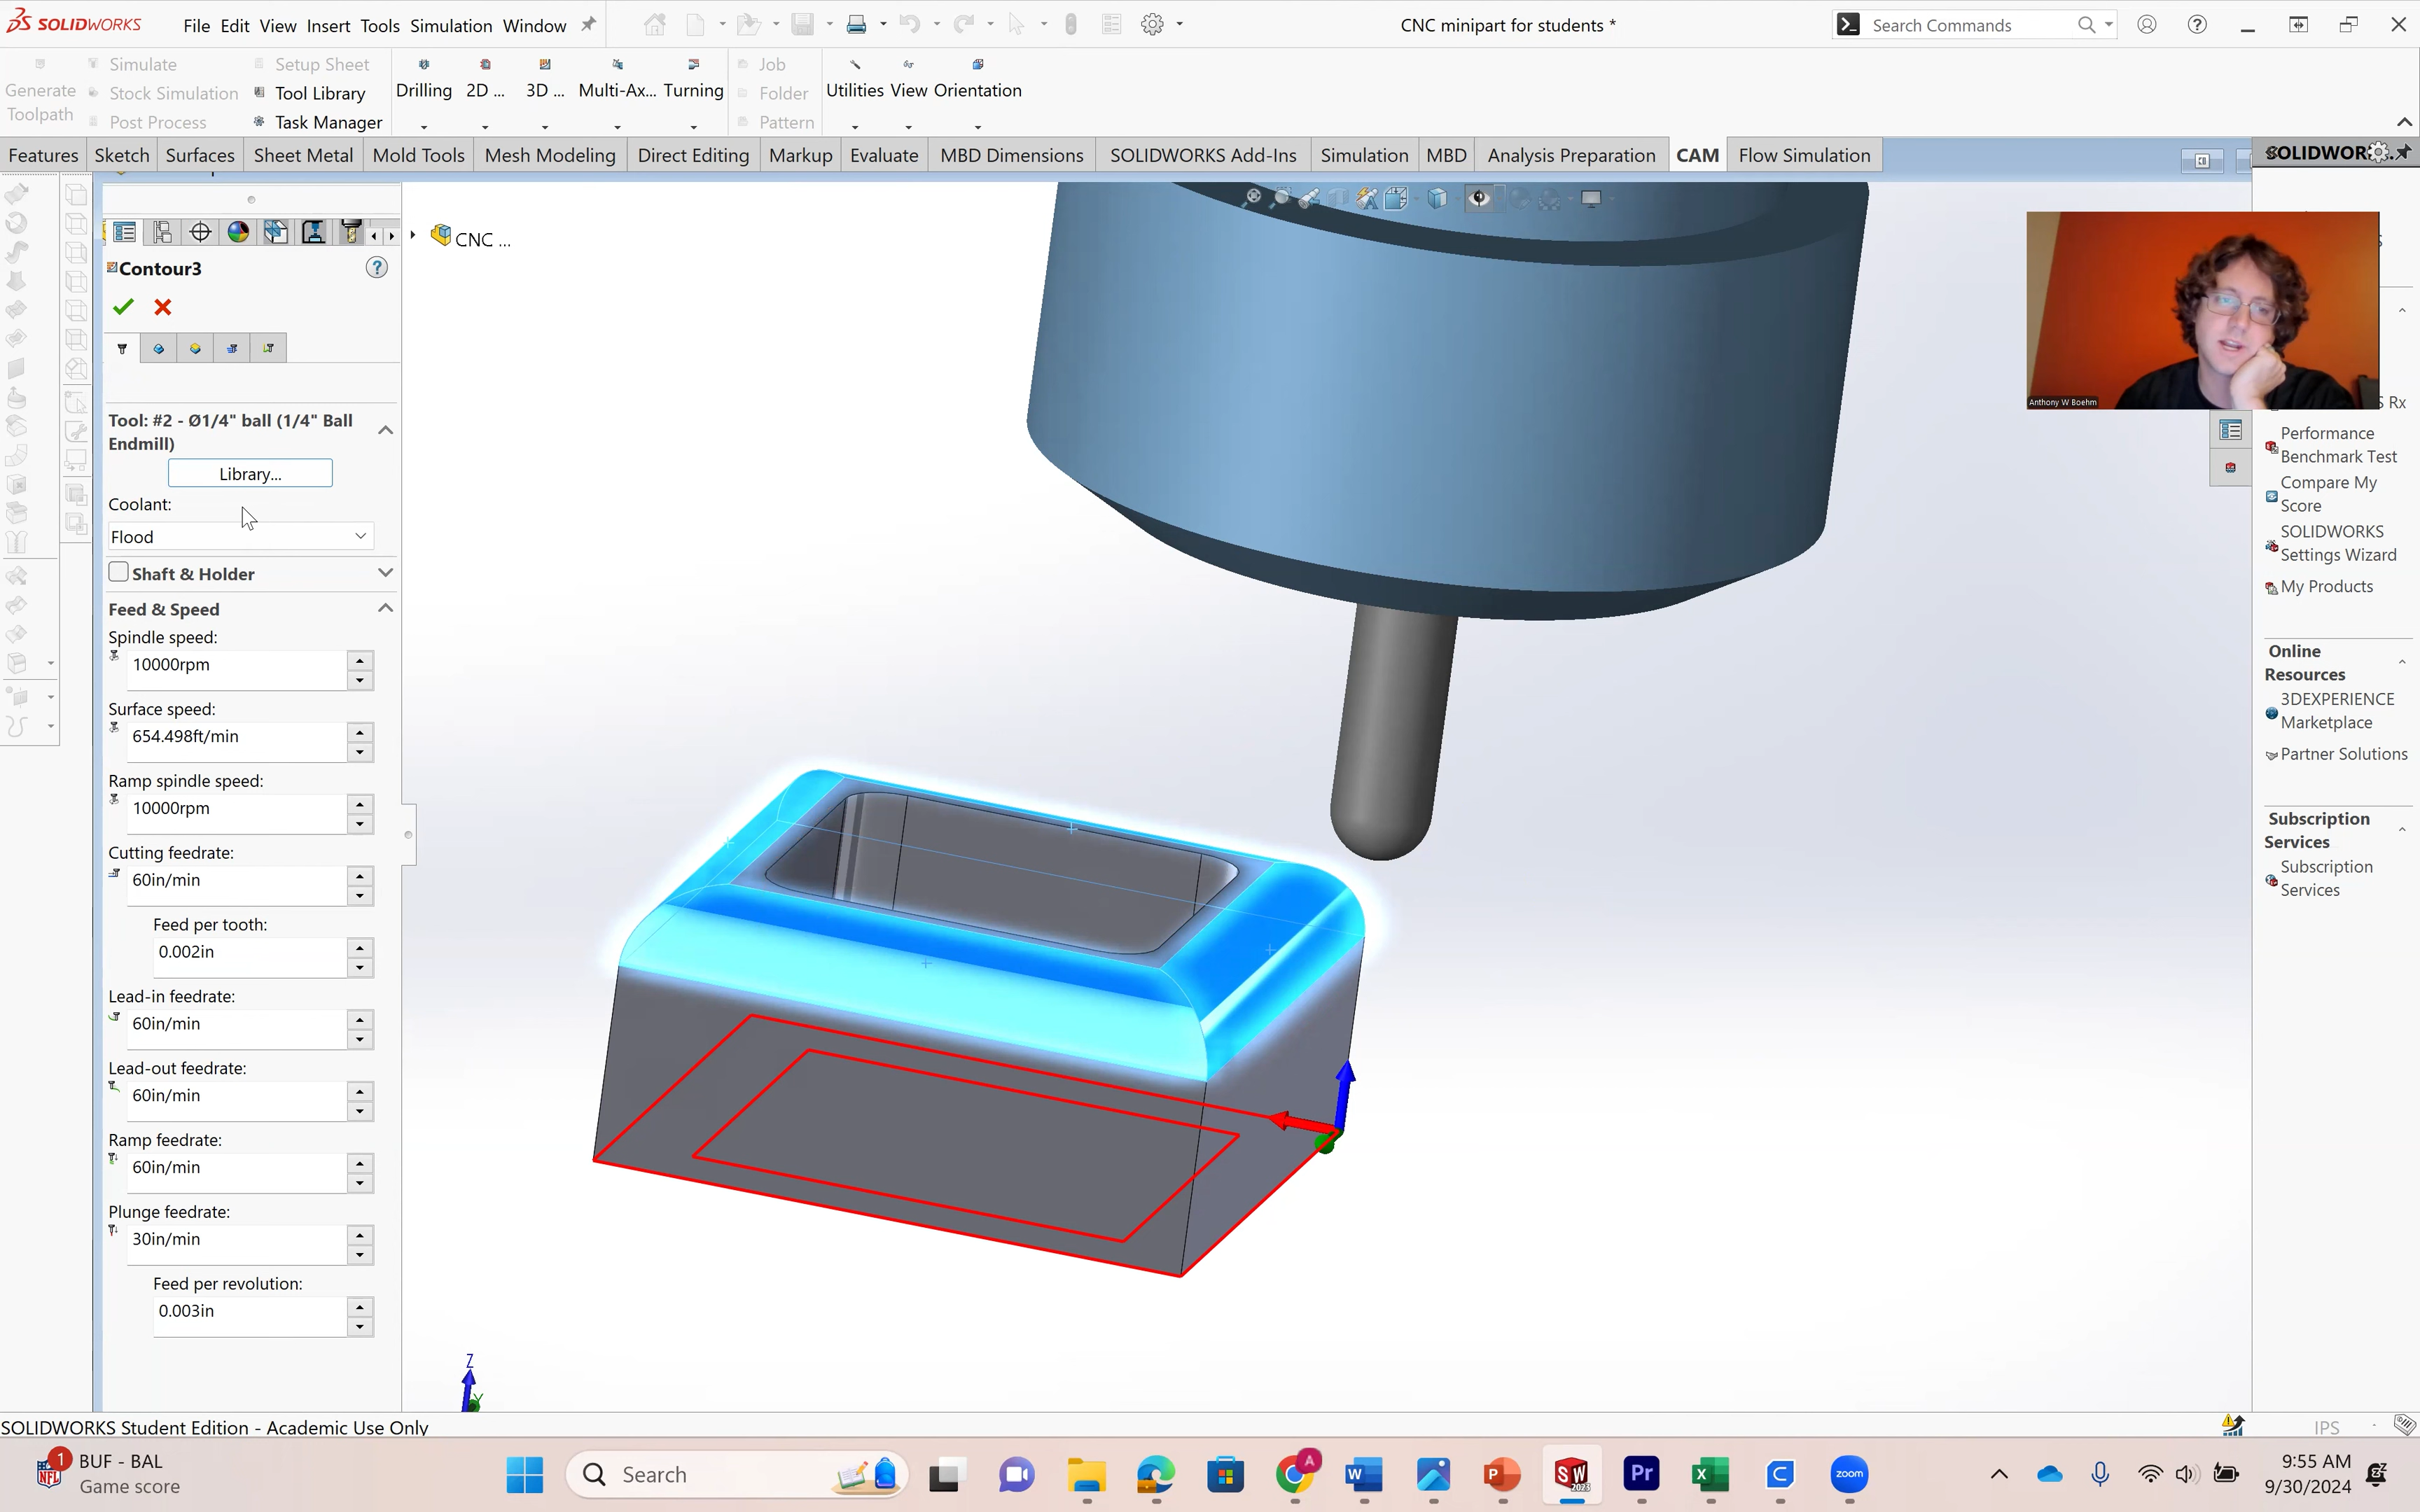 SOLIDWORKS
File Edit View Insert Tools Simulation Window
CNC minipart for students *
Search Commands
Generate Toolpath
Simulate
Stock Simulation
Post Process
Setup Sheet
Tool Library
Task Manager
Drilling 2D ... 3D ... Multi-Ax... Turning
Job
Folder
Pattern
Utilities View Orientation
Features Sketch Surfaces Sheet Metal Mold Tools Mesh Modeling Direct Editing Markup Evaluate MBD Dimensions SOLIDWORKS Add-Ins Simulation MBD Analysis Preparation CAM Flow Simulation
CNC ...
Contour3
Tool: #2 - Ø1/4" ball (1/4" Ball
Endmill)
Library...
Coolant:
Flood
Shaft & Holder
Feed & Speed
Spindle speed:
10000rpm
Surface speed:
654.498ft/min
Ramp spindle speed:
10000rpm
Cutting feedrate:
60in/min
Feed per tooth:
0.002in
Lead-in feedrate:
60in/min
Lead-out feedrate:
60in/min
Ramp feedrate:
60in/min
Plunge feedrate:
30in/min
Feed per revolution:
0.003in
Z
Y
Anthony W Boehm
Rx
Performance
Benchmark Test
Compare My
Score
SOLIDWORKS
Settings Wizard
My Products
Online
Resources
3DEXPERIENCE
Marketplace
Partner Solutions
Subscription
Services
Subscription
Services
SOLIDWORKS Student Edition - Academic Use Only
IPS
1
BUF - BAL
Game score
Search
A
W
P
SW
2023
Pr
X
C
zoom
9:55 AM
9/30/2024